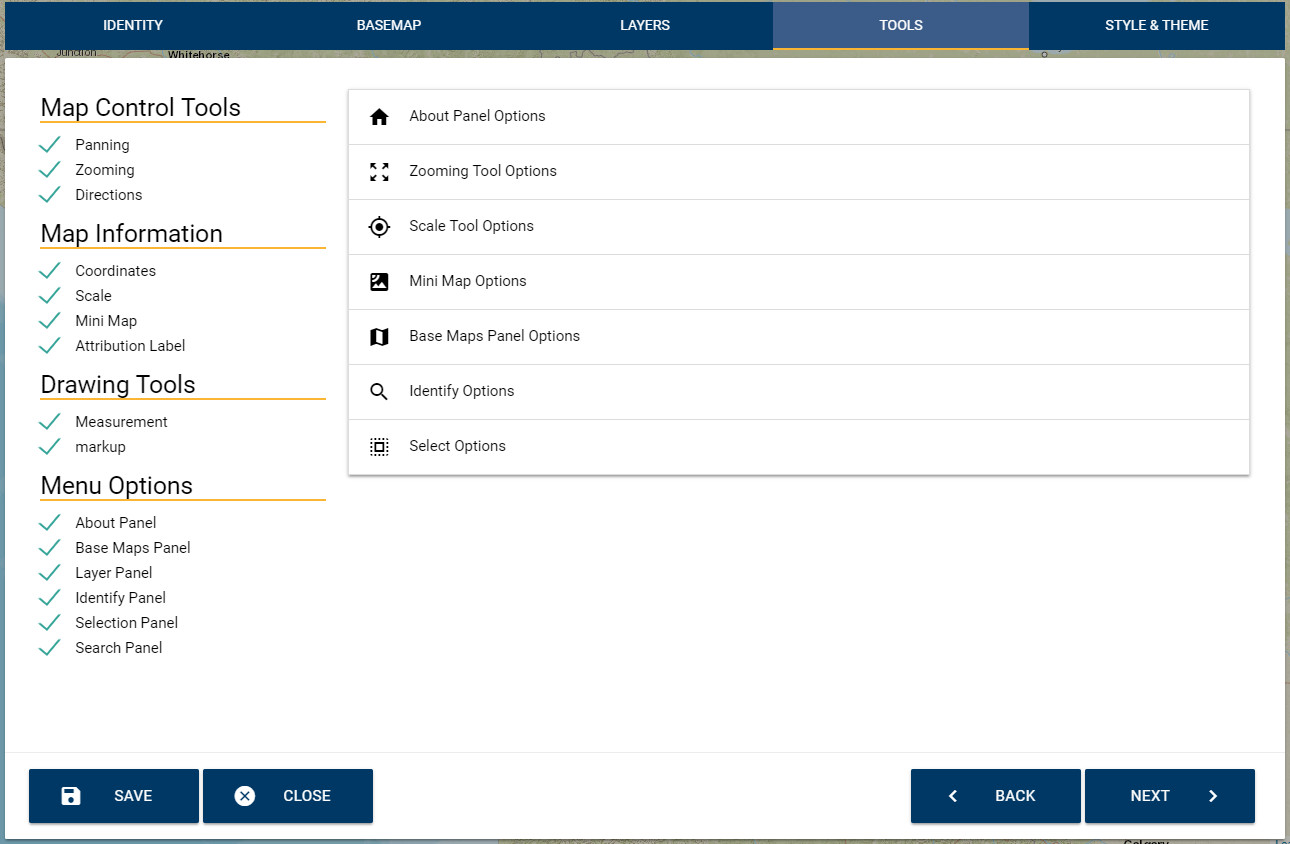 IDENTITY BASEMAP LAYERS TOOLS STYLE & THEME
Junction Whitehorse
Map Control Tools
Panning
Zooming
Directions
Map Information
Coordinates
Scale
Mini Map
Attribution Label
Drawing Tools
Measurement
markup
Menu Options
About Panel
Base Maps Panel
Layer Panel
Identify Panel
Selection Panel
Search Panel
About Panel Options
Zooming Tool Options
Scale Tool Options
Mini Map Options
Base Maps Panel Options
Identify Options
Select Options
SAVE CLOSE BACK NEXT
Calgary